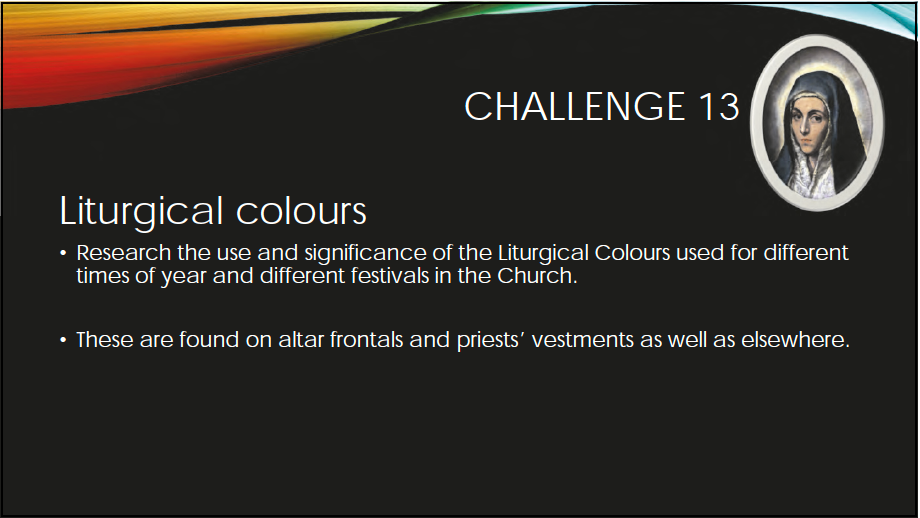 CHALLENGE 13
Liturgical colours
• Research the use and significance of the Liturgical Colours used for different
times of year and different festivals in the Church.
• These are found on altar frontals and priests’ vestments as well as elsewhere.